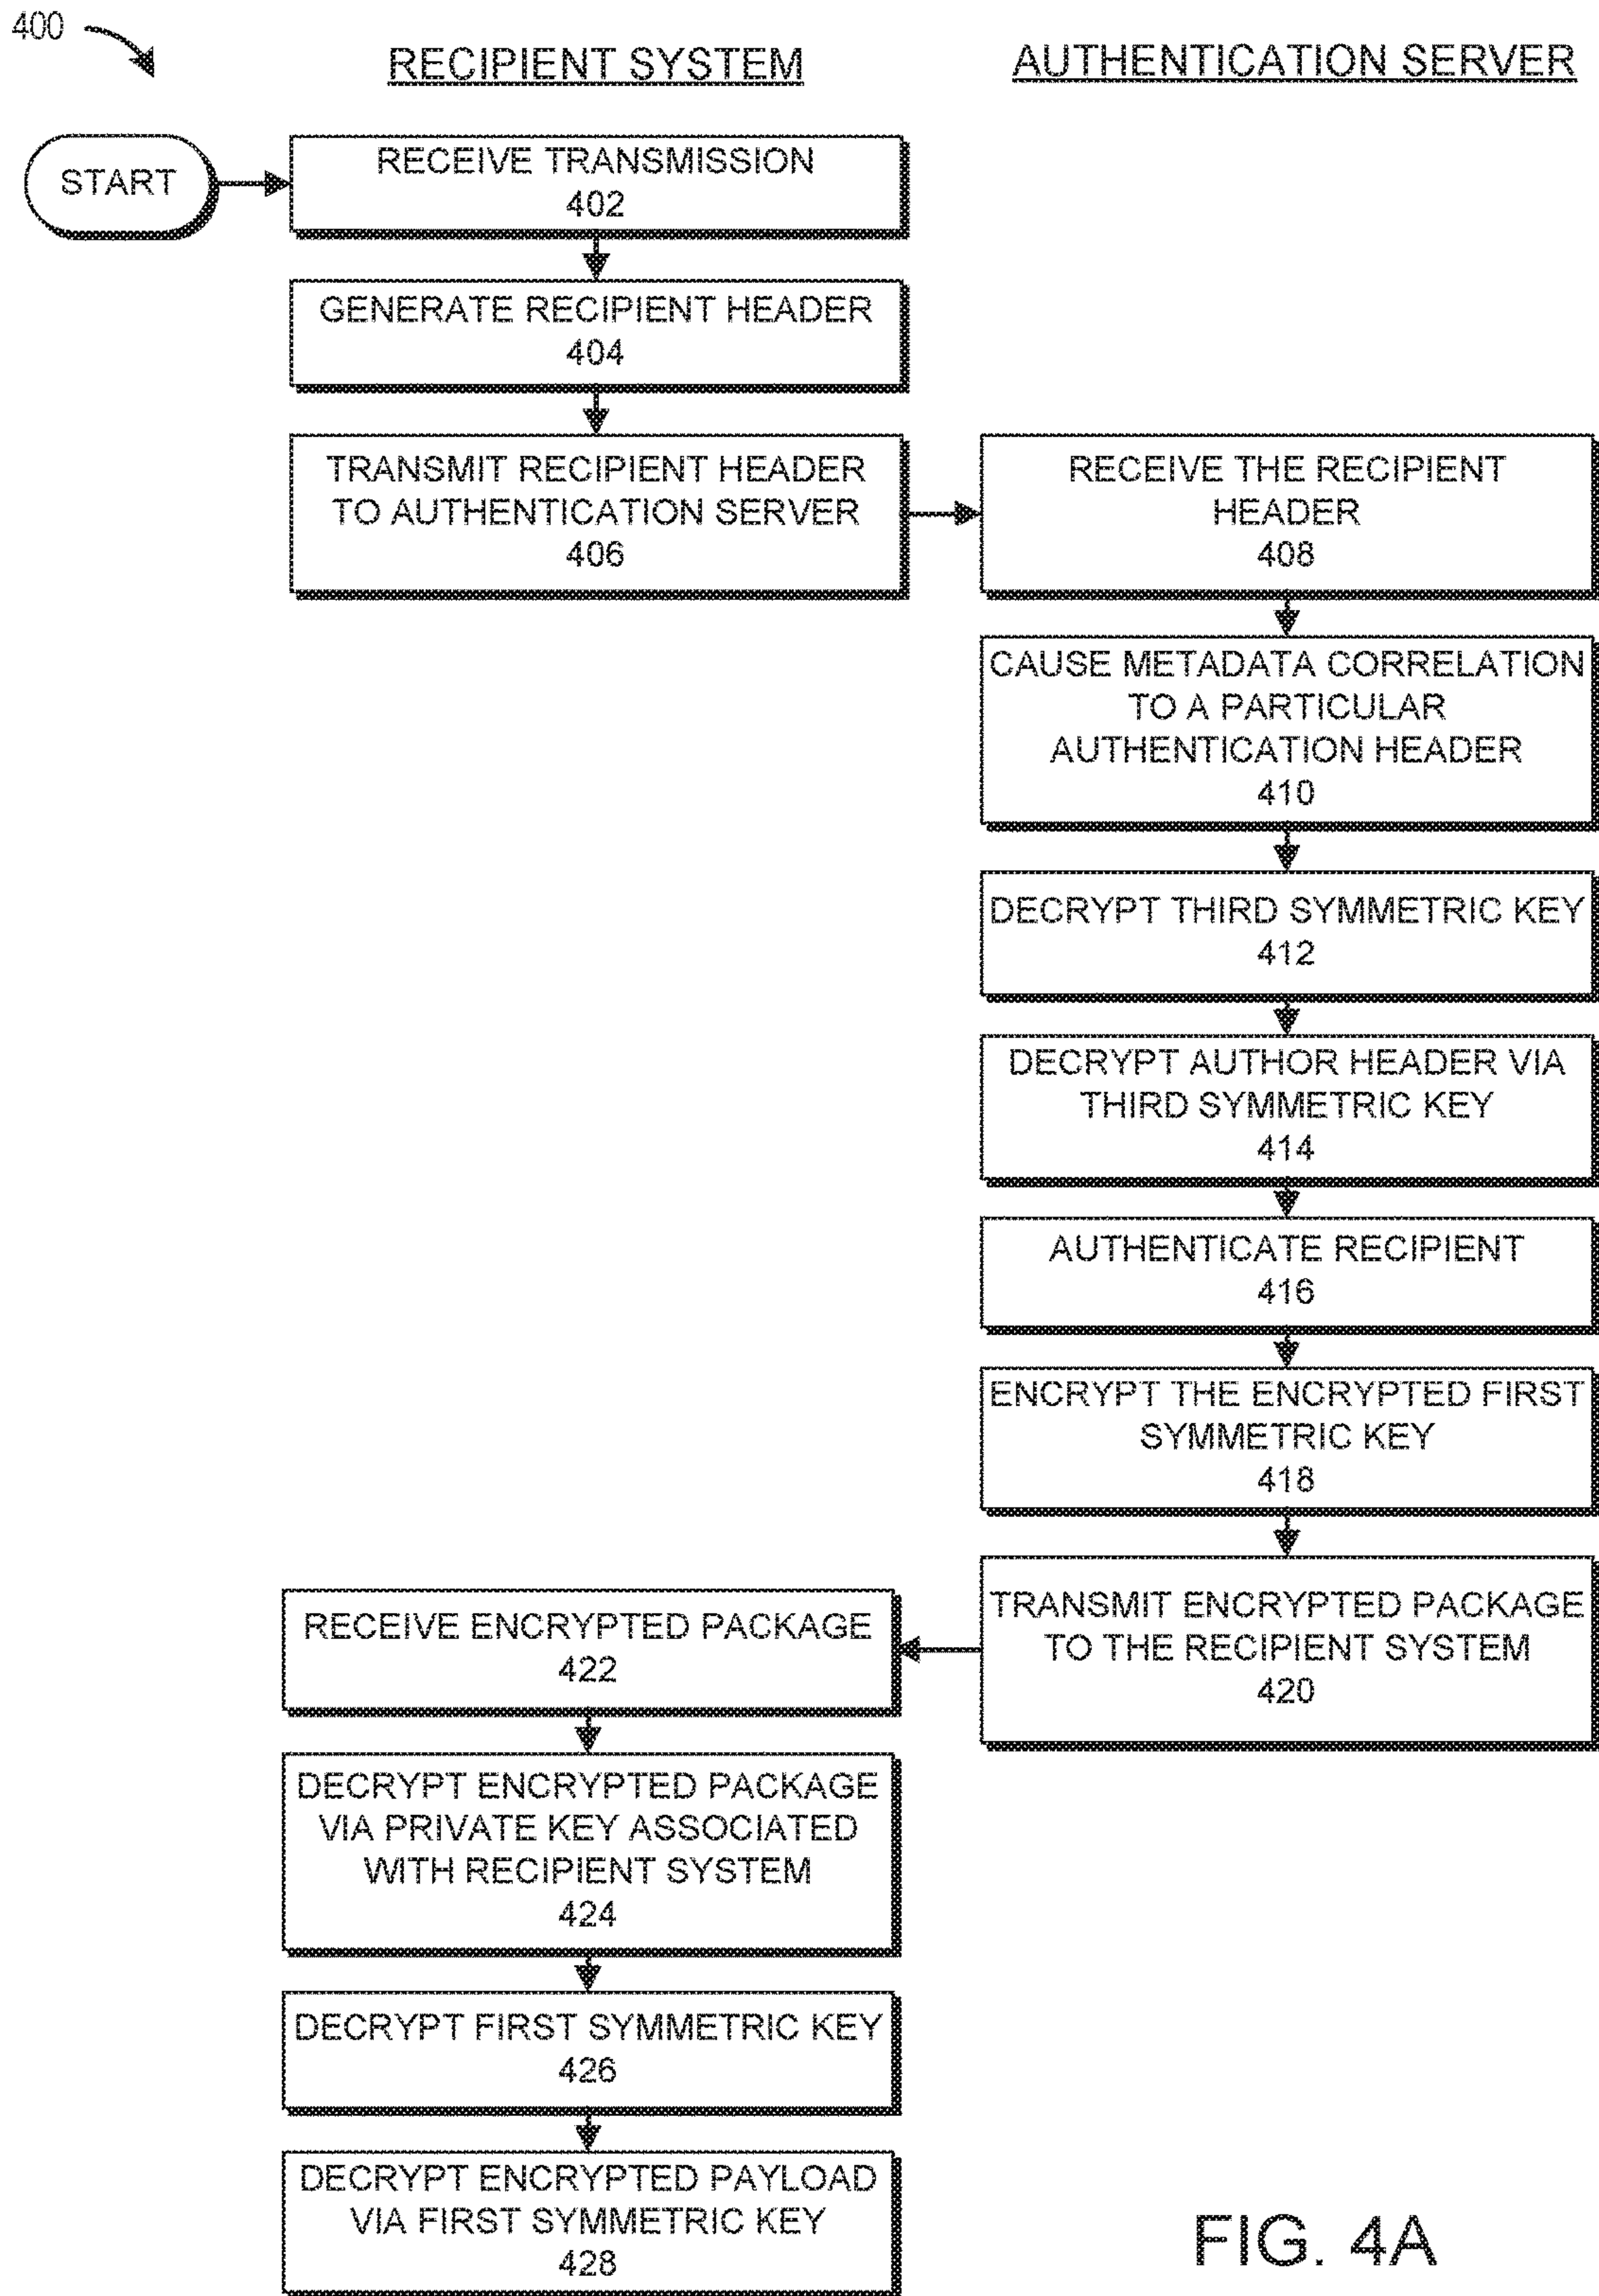 400
RECIPIENT SYSTEM
AUTHENTICATION SERVER
START
RECEIVE TRANSMISSION
402
GENERATE RECIPIENT HEADER
404
TRANSMIT RECIPIENT HEADER
TO AUTHENTICATION SERVER
406
RECEIVE THE RECIPIENT
HEADER
408
CAUSE METADATA CORRELATION
TO A PARTICULAR
AUTHENTICATION HEADER
410
DECRYPT THIRD SYMMETRIC KEY
412
DECRYPT AUTHOR HEADER VIA
THIRD SYMMETRIC KEY
414
AUTHENTICATE RECIPIENT
416
ENCRYPT THE ENCRYPTED FIRST
SYMMETRIC KEY
418
TRANSMIT ENCRYPTED PACKAGE
TO THE RECIPIENT SYSTEM
420
RECEIVE ENCRYPTED PACKAGE
422
DECRYPT ENCRYPTED PACKAGE
VIA PRIVATE KEY ASSOCIATED
WITH RECIPIENT SYSTEM
424
DECRYPT FIRST SYMMETRIC KEY
426
DECRYPT ENCRYPTED PAYLOAD
VIA FIRST SYMMETRIC KEY
428
FIG. 4A